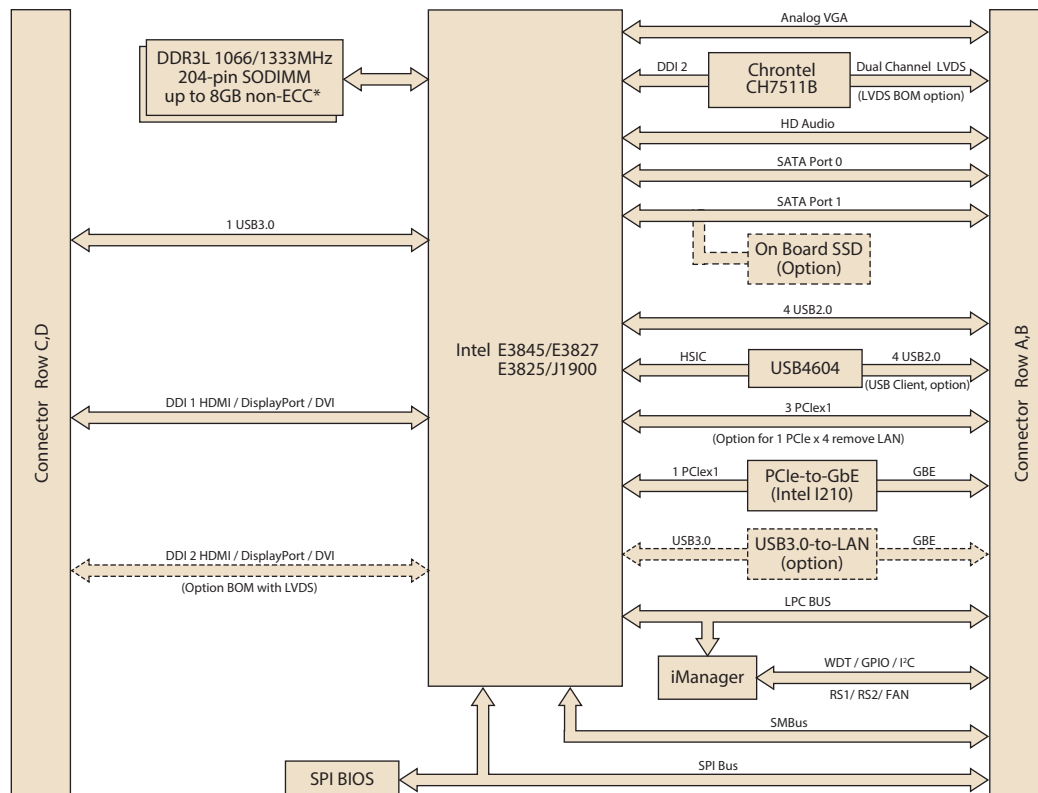 Analog VGA
DDR3L 1066/1333MHz
204-pin SODIMM
up to 8GB non-ECC*
DDI 2
Chrontel
CH7511B
Dual Channel LVDS
(LVDS BOM option)
HD Audio
SATA Port 0
SATA Port 1
1 USB3.0
On Board SSD
(Option)
Connector Row C,D
Intel E3845/E3827
E3825/J1900
Connector Row A,B
4 USB2.0
HSIC
USB4604
4 USB2.0
(USB Client, option)
DDI 1 HDMI / DisplayPort / DVI
3 PCIex1
(Option for 1 PCIe x 4 remove LAN)
1 PCIex1
PCIe-to-GbE
(Intel I210)
GBE
DDI 2 HDMI / DisplayPort / DVI
(Option BOM with LVDS)
USB3.0
USB3.0-to-LAN
(option)
GBE
LPC BUS
iManager
WDT / GPIO / I²C
RS1/ RS2/ FAN
SMBus
SPI BIOS
SPI Bus